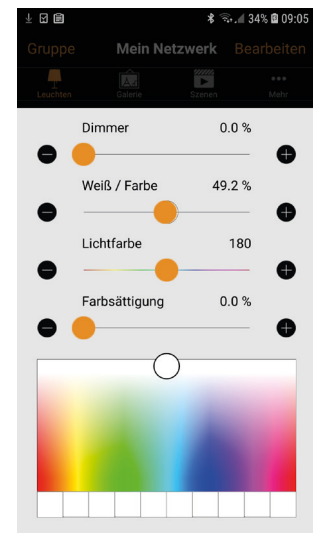 34% 09:05
Gruppe Mein Netzwerk Bearbeiten
Leuchten Galerie Szenen Mehr
Dimmer 0.0 %
Weiß / Farbe 49.2 %
Lichtfarbe 180
Farbsättigung 0.0 %